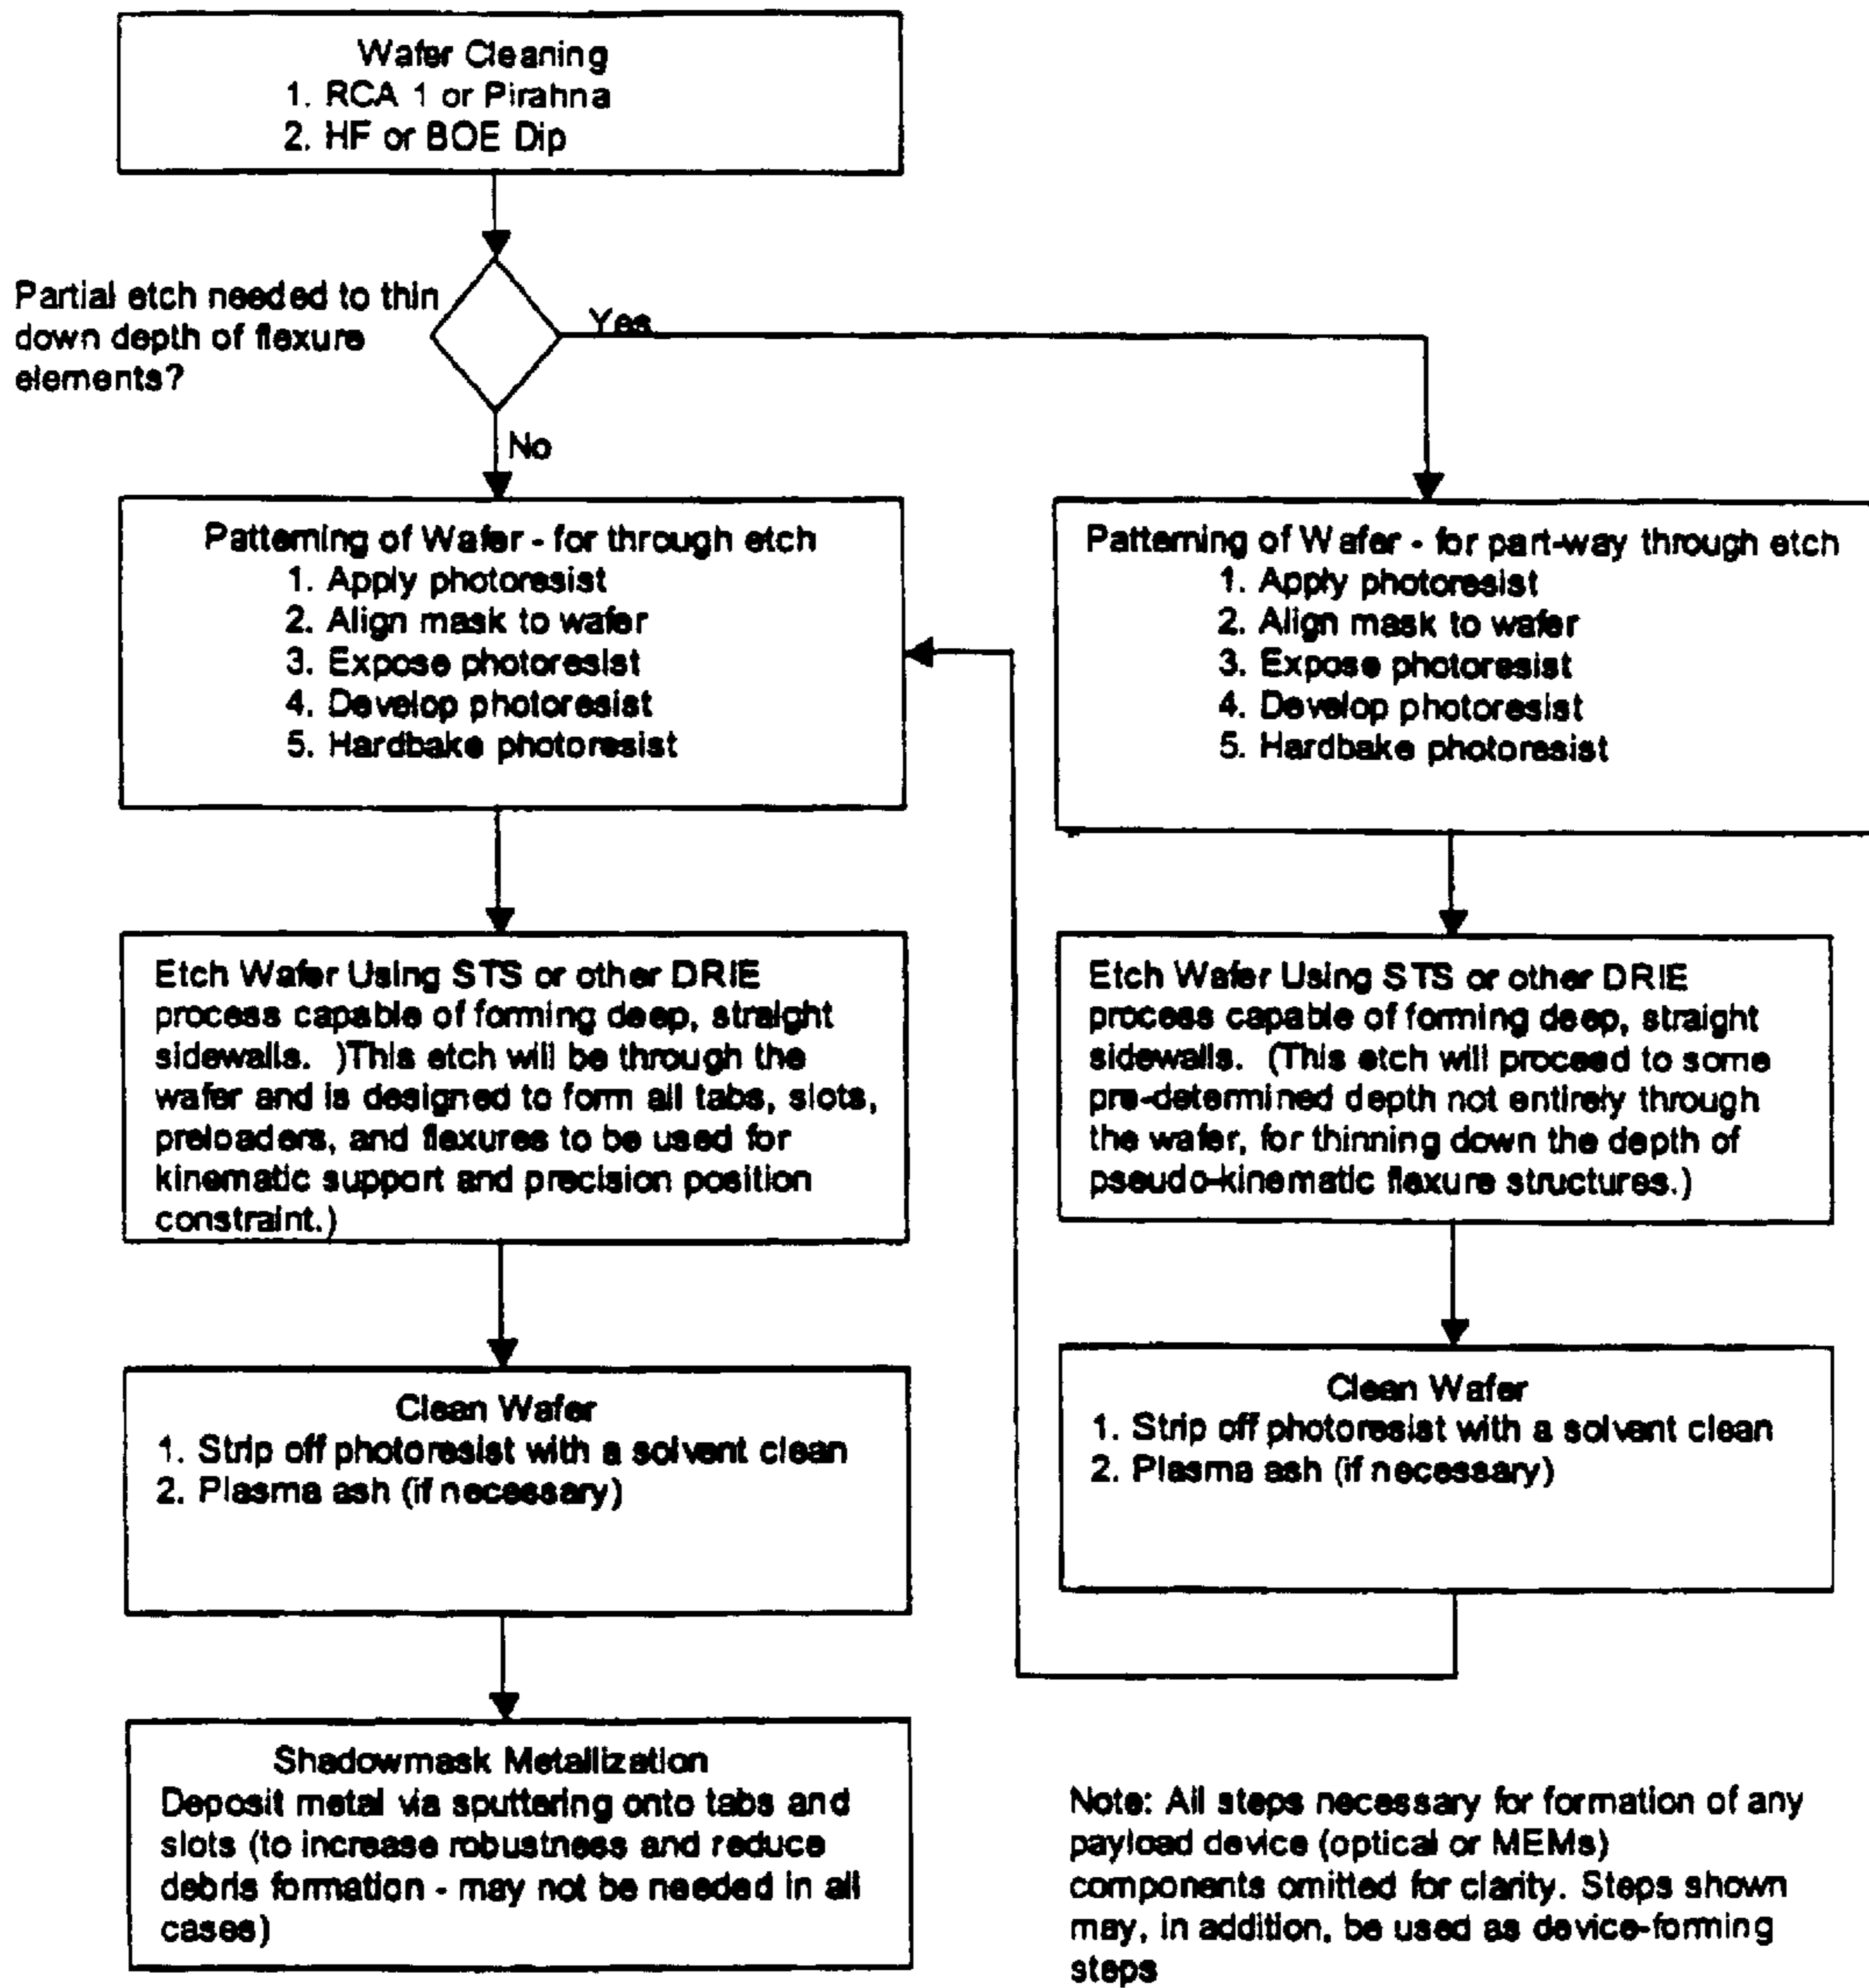 Wafer Cleaning
1. RCA 1 or Pirahna
2. HF or BOE Dip
Partial etch needed to thin
down depth of flexure
elements?
Yes
No
Patterning of Wafer - for through etch
1. Apply photoresist
2. Align mask to wafer
3. Expose photoresist
4. Develop photoresist
5. Hardbake photoresist
Patterning of Wafer - for part-way through etch
1. Apply photoresist
2. Align mask to wafer
3. Expose photoresist
4. Develop photoresist
5. Hardbake photoresist
Etch Wafer Using STS or other DRIE
process capable of forming deep, straight
sidewalls. )This etch will be through the
wafer and is designed to form all tabs, slots,
preloaders, and flexures to be used for
kinematic support and precision position
constraint.)
Etch Wafer Using STS or other DRIE
process capable of forming deep, straight
sidewalls. (This etch will proceed to some
pre-determined depth not entirely through
the wafer, for thinning down the depth of
pseudo-kinematic flexure structures.)
Clean Wafer
1. Strip off photoresist with a solvent clean
2. Plasma ash (if necessary)
Clean Wafer
1. Strip off photoresist with a solvent clean
2. Plasma ash (if necessary)
Shadowmask Metallization
Deposit metal via sputtering onto tabs and
slots (to increase robustness and reduce
debris formation - may not be needed in all
cases)
Note: All steps necessary for formation of any
payload device (optical or MEMs)
components omitted for clarity. Steps shown
may, in addition, be used as device-forming
steps